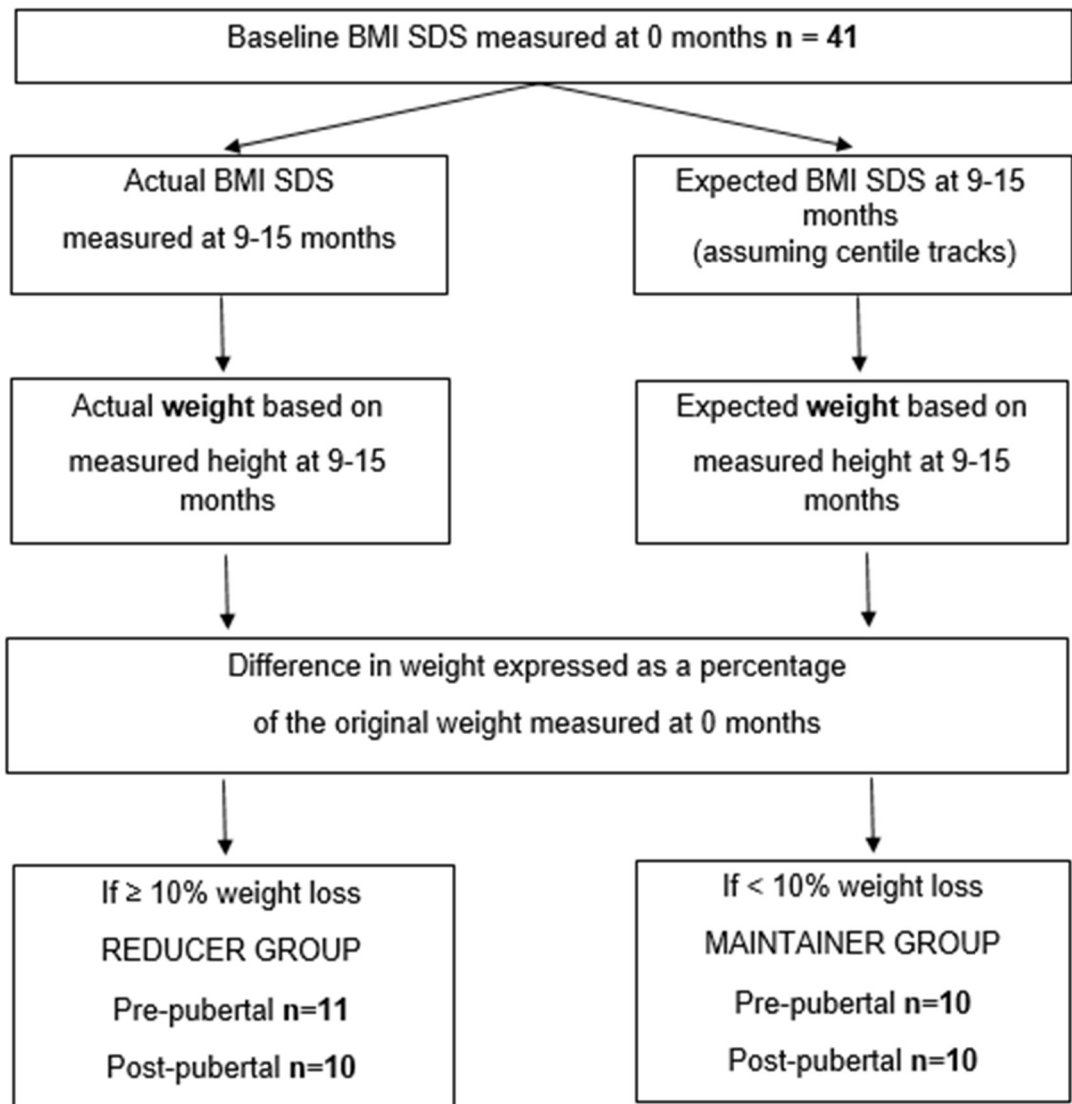 Baseline BMI SDS measured at 0 months n = 41
Actual BMI SDS
measured at 9-15 months
Expected BMI SDS at 9-15
months
(assuming centile tracks)
Actual weight based on
measured height at 9-15
months
Expected weight based on
measured height at 9-15
months
Difference in weight expressed as a percentage
of the original weight measured at 0 months
If ≥ 10% weight loss
REDUCER GROUP
Pre-pubertal n=11
Post-pubertal n=10
If < 10% weight loss
MAINTAINER GROUP
Pre-pubertal n=10
Post-pubertal n=10